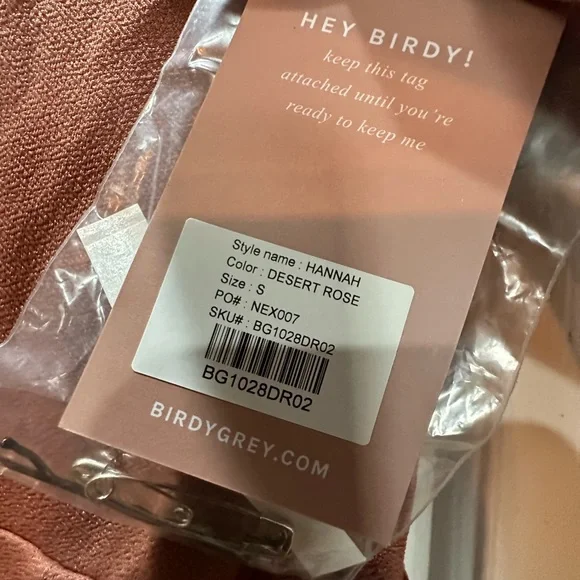 HEY BIRDY!
keep this tag
attached until you're
ready to keep me
Style name : HANNAH
Color : DESERT ROSE
Size : S
PO# : NEX007
SKU# : BG1028DR02
BG1028DR02
BIRDYGREY.COM